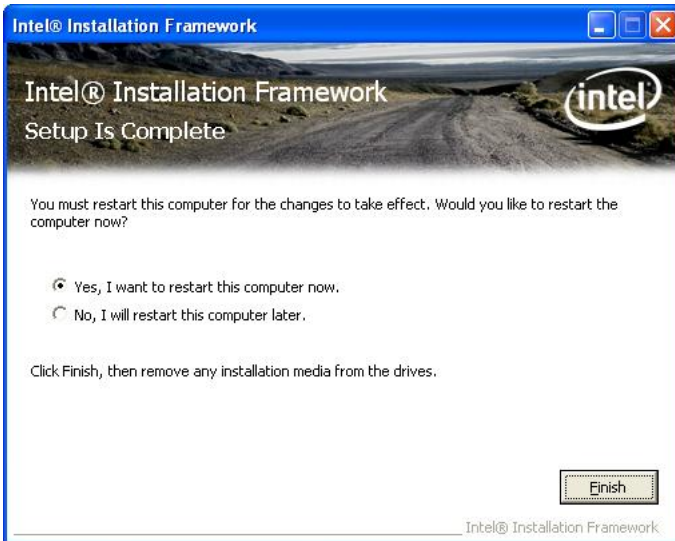 Intel® Installation Framework
Intel® Installation Framework
intel
Setup Is Complete
You must restart this computer for the changes to take effect. Would you like to restart the
computer now?
Yes, I want to restart this computer now.
No, I will restart this computer later.
Click Finish, then remove any installation media from the drives.
Finish
Intel® Installation Framework